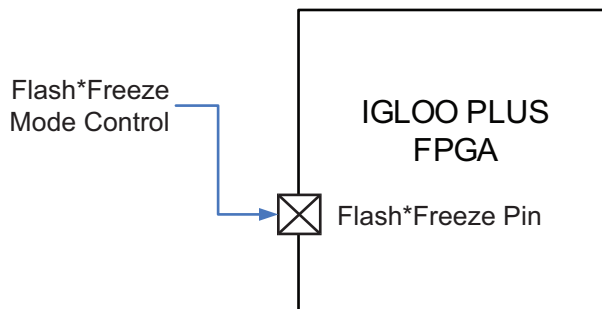 Flash*Freeze
Mode Control
IGLOO PLUS
FPGA
Flash*Freeze Pin